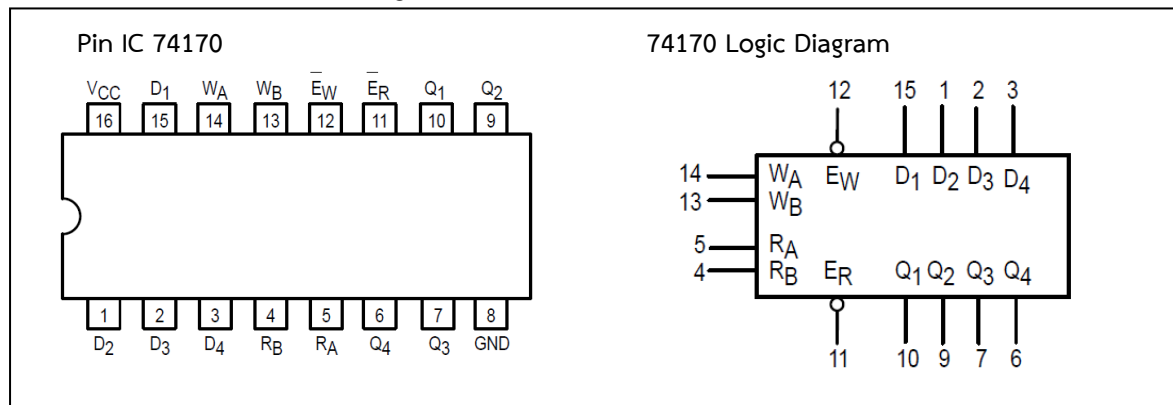 Pin IC 74170
74170 Logic Diagram
VCC D1 WA WB E̅W E̅R Q1 Q2
16 15 14 13 12 11 10 9
1 2 3 4 5 6 7 8
D2 D3 D4 RB RA Q4 Q3 GND
12 15 1 2 3
14 WA EW D1 D2 D3 D4
13 WB
5 RA
4 RB ER Q1 Q2 Q3 Q4
11 10 9 7 6